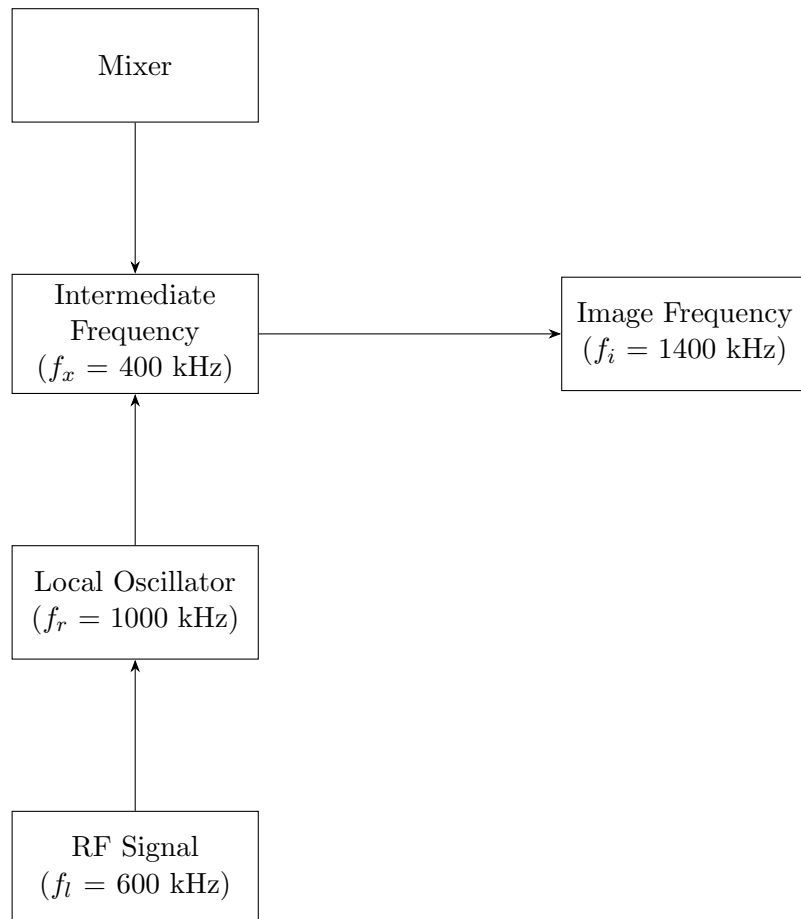 Mixer
Intermediate
Frequency
(f_x = 400 kHz)
Image Frequency
(f_i = 1400 kHz)
Local Oscillator
(f_r = 1000 kHz)
RF Signal
(f_l = 600 kHz)